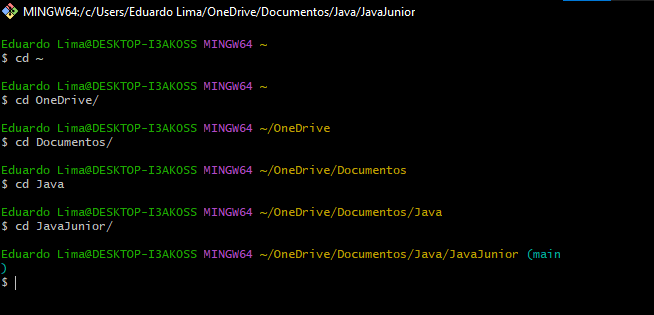 MINGW64:/c/Users/Eduardo Lima/OneDrive/Documentos/Java/JavaJunior
Eduardo Lima@DESKTOP-I3AKOSS MINGW64 ~
$ cd ~
Eduardo Lima@DESKTOP-I3AKOSS MINGW64 ~
$ cd OneDrive/
Eduardo Lima@DESKTOP-I3AKOSS MINGW64 ~/OneDrive
$ cd Documentos/
Eduardo Lima@DESKTOP-I3AKOSS MINGW64 ~/OneDrive/Documentos
$ cd Java
Eduardo Lima@DESKTOP-I3AKOSS MINGW64 ~/OneDrive/Documentos/Java
$ cd JavaJunior/
Eduardo Lima@DESKTOP-I3AKOSS MINGW64 ~/OneDrive/Documentos/Java/JavaJunior (main
)
$